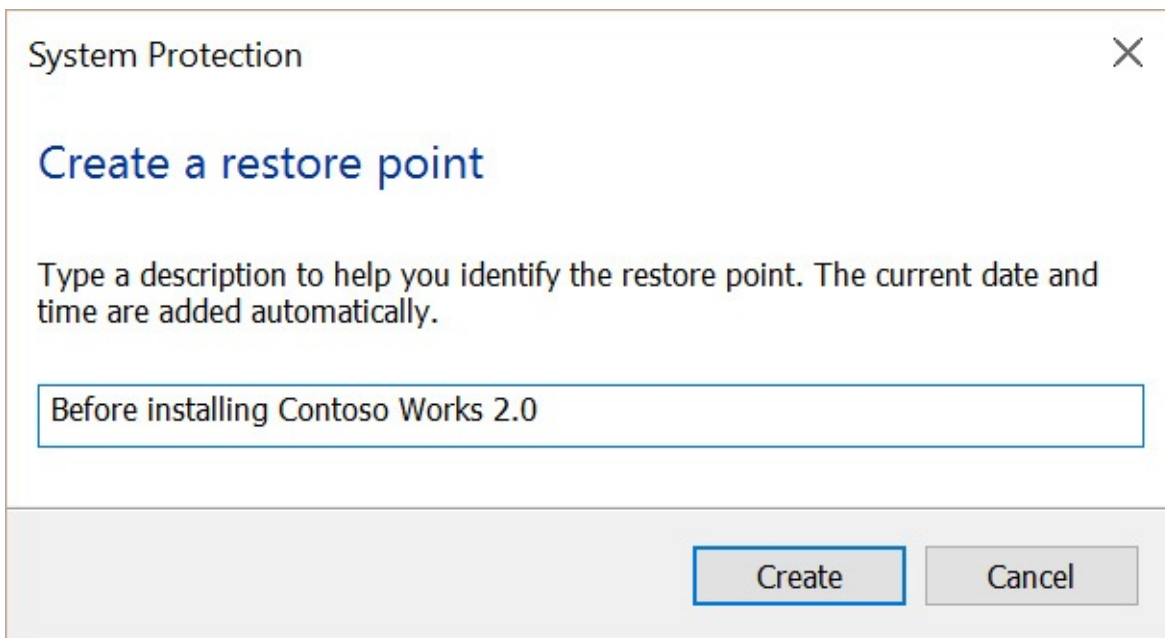 System Protection
Create a restore point
Type a description to help you identify the restore point. The current date and
time are added automatically.
Before installing Contoso Works 2.0
Create
Cancel